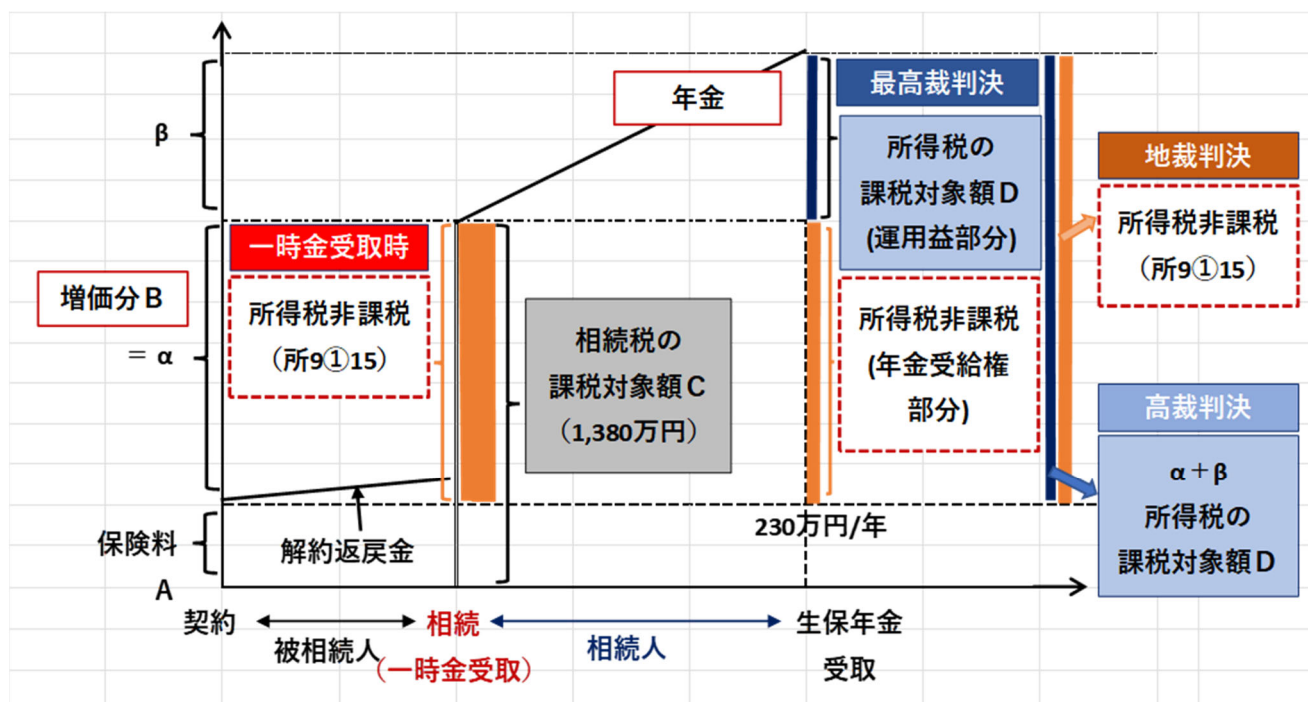 β
増価分B
＝ α
保険料
A
一時金受取時
所得税非課税
（所9①15）
解約返戻金
年金
相続税の
課税対象額C
（1,380万円）
最高裁判決
所得税の
課税対象額D
(運用益部分)
所得税非課税
(年金受給権
部分)
230万円/年
地裁判決
所得税非課税
（所9①15）
高裁判決
α＋β
所得税の
課税対象額D
契約
被相続人
相続
（一時金受取）
相続人
生保年金
受取